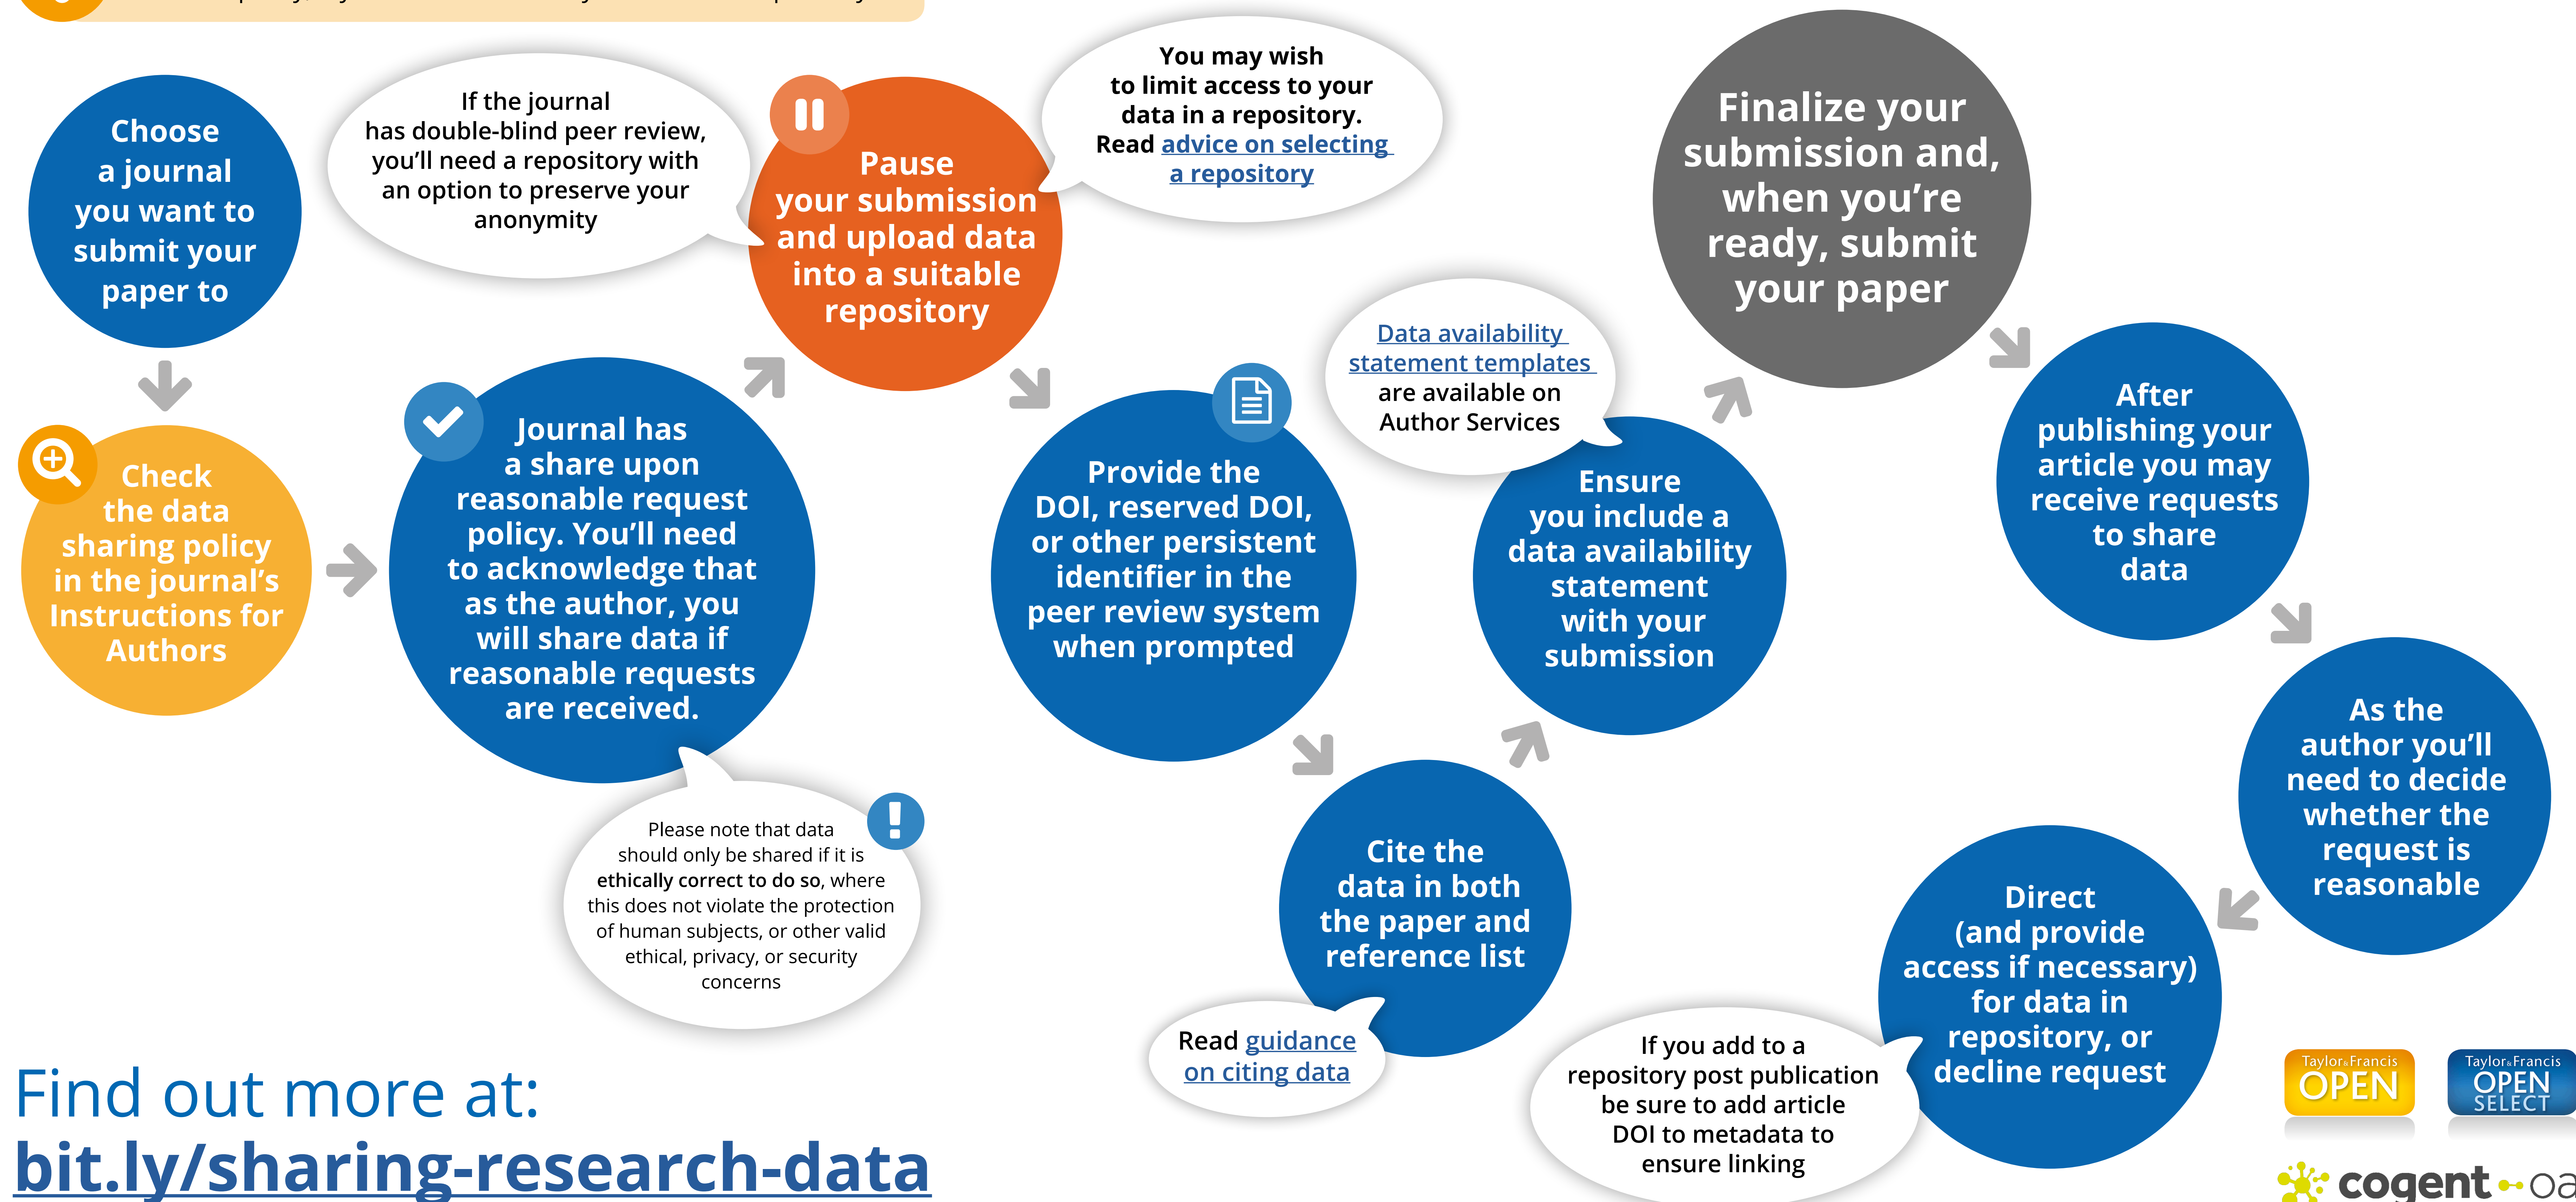 Choose
a journal
you want to
submit your
paper to
Check
the data
sharing policy
in the journal's
Instructions for
Authors
Journal has
a share upon
reasonable request
policy. You'll need
to acknowledge that
as the author, you
will share data if
reasonable requests
are received.
Please note that data
should only be shared if it is
ethically correct to do so, where
this does not violate the protection
of human subjects, or other valid
ethical, privacy, or security
concerns
If the journal
has double-blind peer review,
you'll need a repository with
an option to preserve your
anonymity
Pause
your submission
and upload data
into a suitable
repository
You may wish
to limit access to your
data in a repository.
Read advice on selecting
a repository
Provide the
DOI, reserved DOI,
or other persistent
identifier in the
peer review system
when prompted
Cite the
data in both
the paper and
reference list
Read guidance
on citing data
Data availability
statement templates
are available on
Author Services
Ensure
you include a
data availability
statement
with your
submission
Finalize your
submission and,
when you're
ready, submit
your paper
After
publishing your
article you may
receive requests
to share
data
As the
author you'll
need to decide
whether the
request is
reasonable
Direct
(and provide
access if necessary)
for data in
repository, or
decline request
If you add to a
repository post publication
be sure to add article
DOI to metadata to
ensure linking
Find out more at:
bit.ly/sharing-research-data
Taylor & Francis
OPEN
Taylor & Francis
OPEN
SELECT
cogent oa